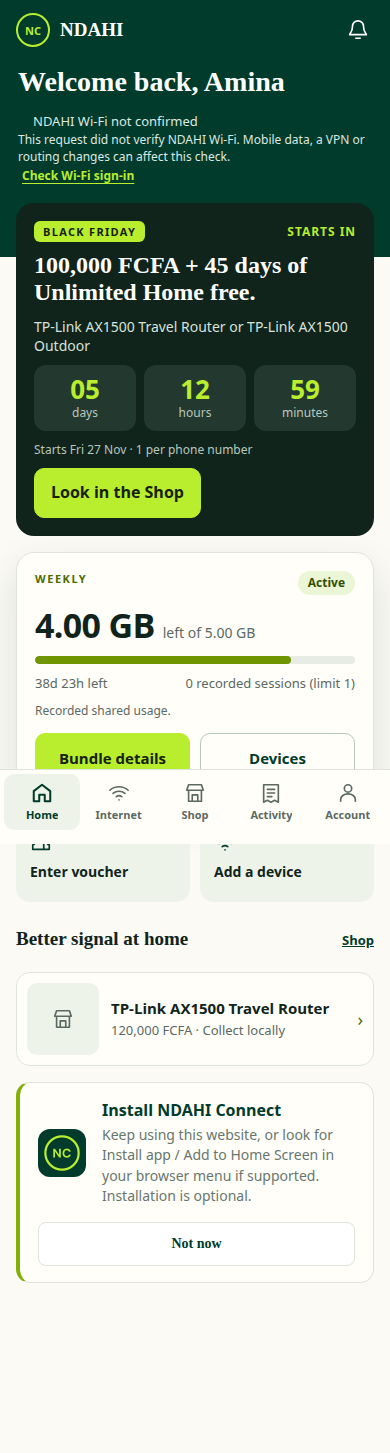 NC NDAHI
Welcome back, Amina
NDAHI Wi-Fi not confirmed
This request did not verify NDAHI Wi-Fi. Mobile data, a VPN or
routing changes can affect this check.
Check Wi-Fi sign-in
BLACK FRIDAY STARTS IN
100,000 FCFA + 45 days of
Unlimited Home free.
TP-Link AX1500 Travel Router or TP-Link AX1500
Outdoor
05 12 59
days hours minutes
Starts Fri 27 Nov · 1 per phone number
Look in the Shop
WEEKLY Active
4.00 GB left of 5.00 GB
38d 23h left 0 recorded sessions (limit 1)
Recorded shared usage.
Bundle details Devices
Home Internet Shop Activity Account
Enter voucher Add a device
Better signal at home Shop
TP-Link AX1500 Travel Router
120,000 FCFA · Collect locally ›
Install NDAHI Connect
NC
Keep using this website, or look for
Install app / Add to Home Screen in
your browser menu if supported.
Installation is optional.
Not now